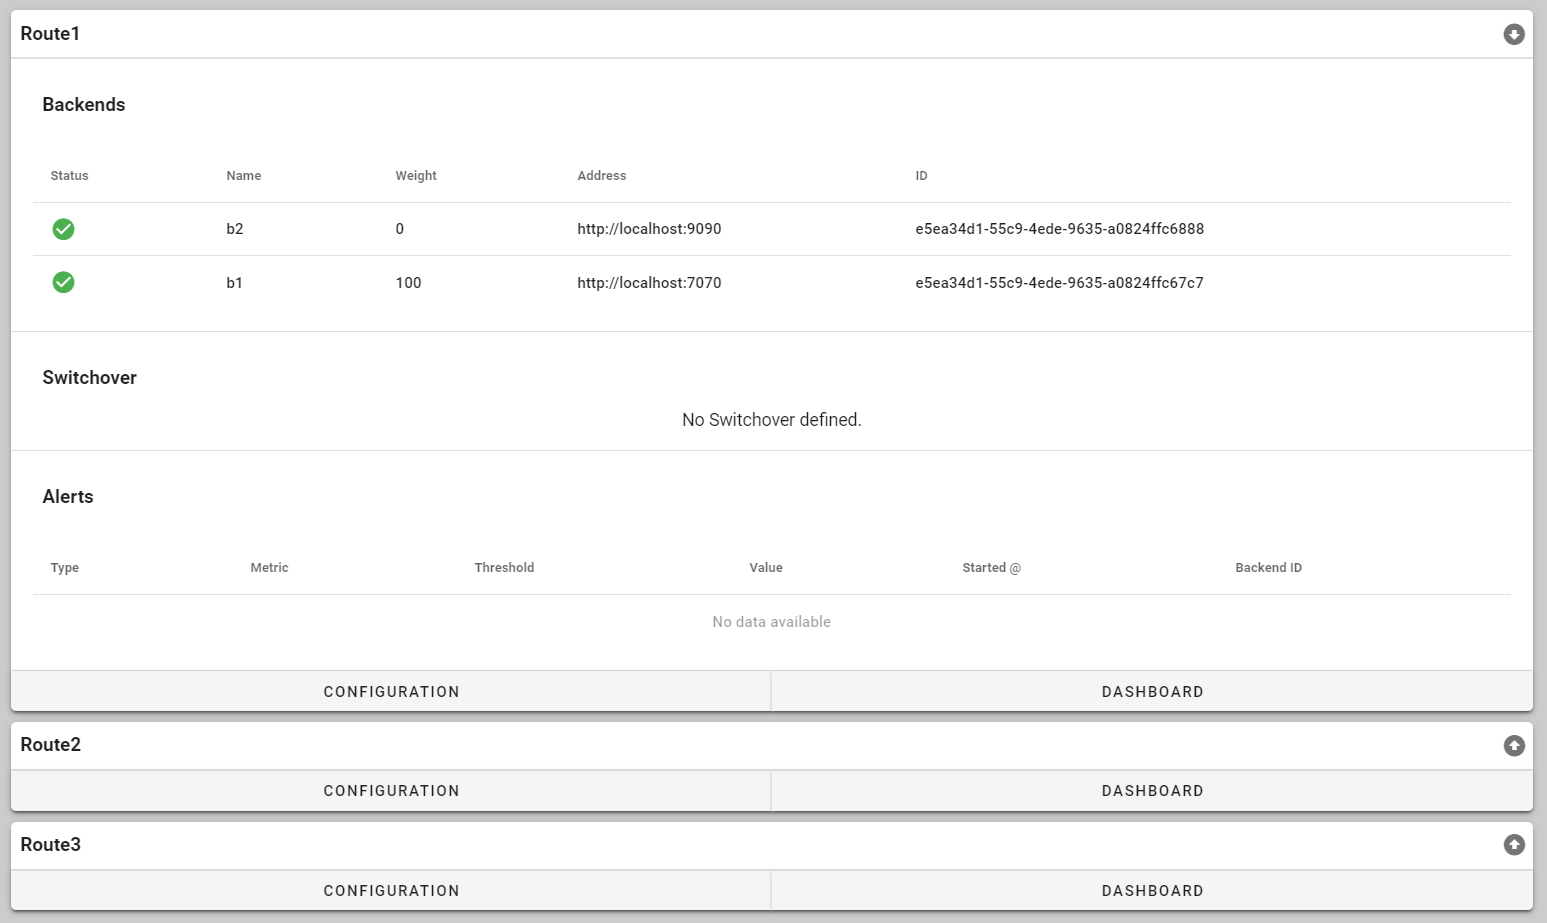 Route1
Backends
Status Name Weight Address ID
b2 0 http://localhost:9090 e5ea34d1-55c9-4ede-9635-a0824ffc6888
b1 100 http://localhost:7070 e5ea34d1-55c9-4ede-9635-a0824ffc67c7
Switchover
No Switchover defined.
Alerts
Type Metric Threshold Value Started @ Backend ID
No data available
CONFIGURATION DASHBOARD
Route2
CONFIGURATION DASHBOARD
Route3
CONFIGURATION DASHBOARD